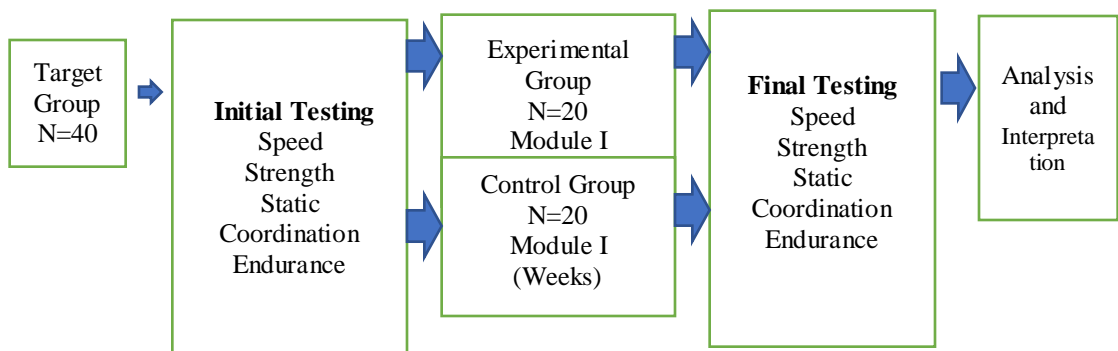 Target
Group
N=40
Initial Testing
Speed
Strength
Static
Coordination
Endurance
Experimental
Group
N=20
Module I
Control Group
N=20
Module I
(Weeks)
Final Testing
Speed
Strength
Static
Coordination
Endurance
Analysis
and
Interpreta
tion